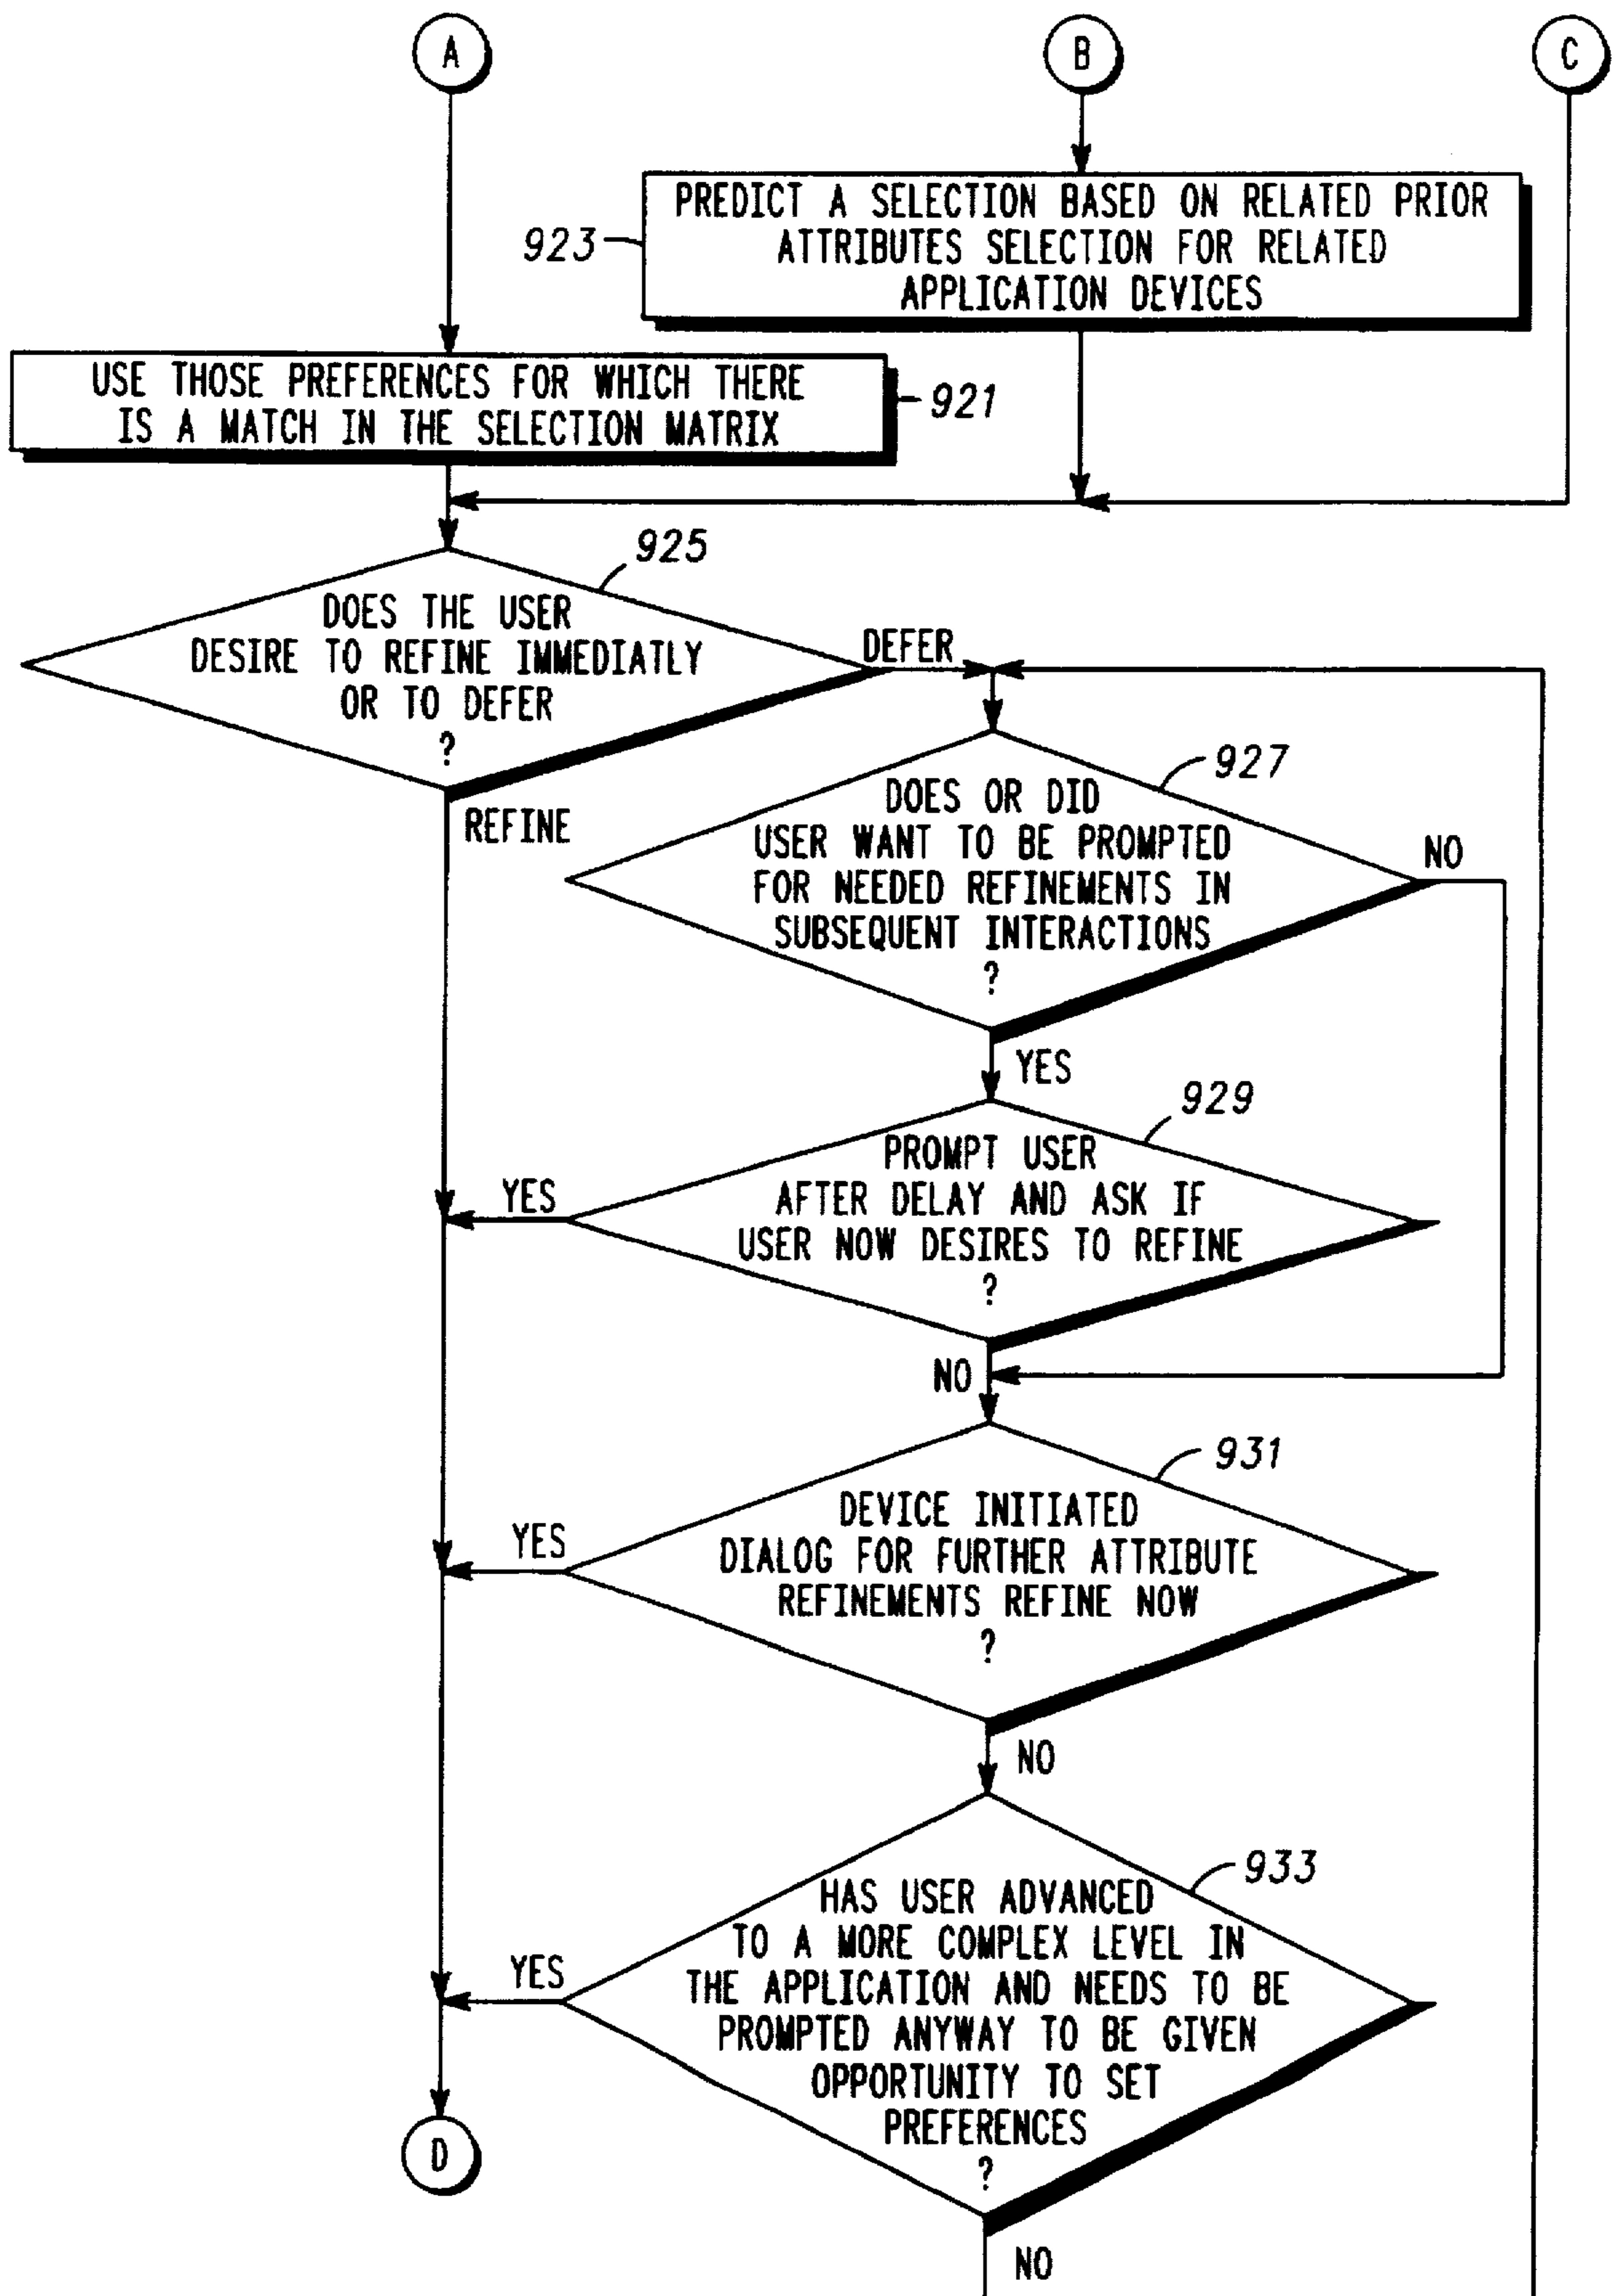 A
B
C
PREDICT A SELECTION BASED ON RELATED PRIOR
ATTRIBUTES SELECTION FOR RELATED
APPLICATION DEVICES
923
USE THOSE PREFERENCES FOR WHICH THERE
IS A MATCH IN THE SELECTION MATRIX
921
925
DOES THE USER
DESIRE TO REFINE IMMEDIATLY
OR TO DEFER
?
DEFER
REFINE
927
DOES OR DID
USER WANT TO BE PROMPTED
FOR NEEDED REFINEMENTS IN
SUBSEQUENT INTERACTIONS
?
NO
YES
929
PROMPT USER
AFTER DELAY AND ASK IF
USER NOW DESIRES TO REFINE
?
YES
NO
931
DEVICE INITIATED
DIALOG FOR FURTHER ATTRIBUTE
REFINEMENTS REFINE NOW
?
YES
NO
933
HAS USER ADVANCED
TO A MORE COMPLEX LEVEL IN
THE APPLICATION AND NEEDS TO BE
PROMPTED ANYWAY TO BE GIVEN
OPPORTUNITY TO SET
PREFERENCES
?
YES
D
NO